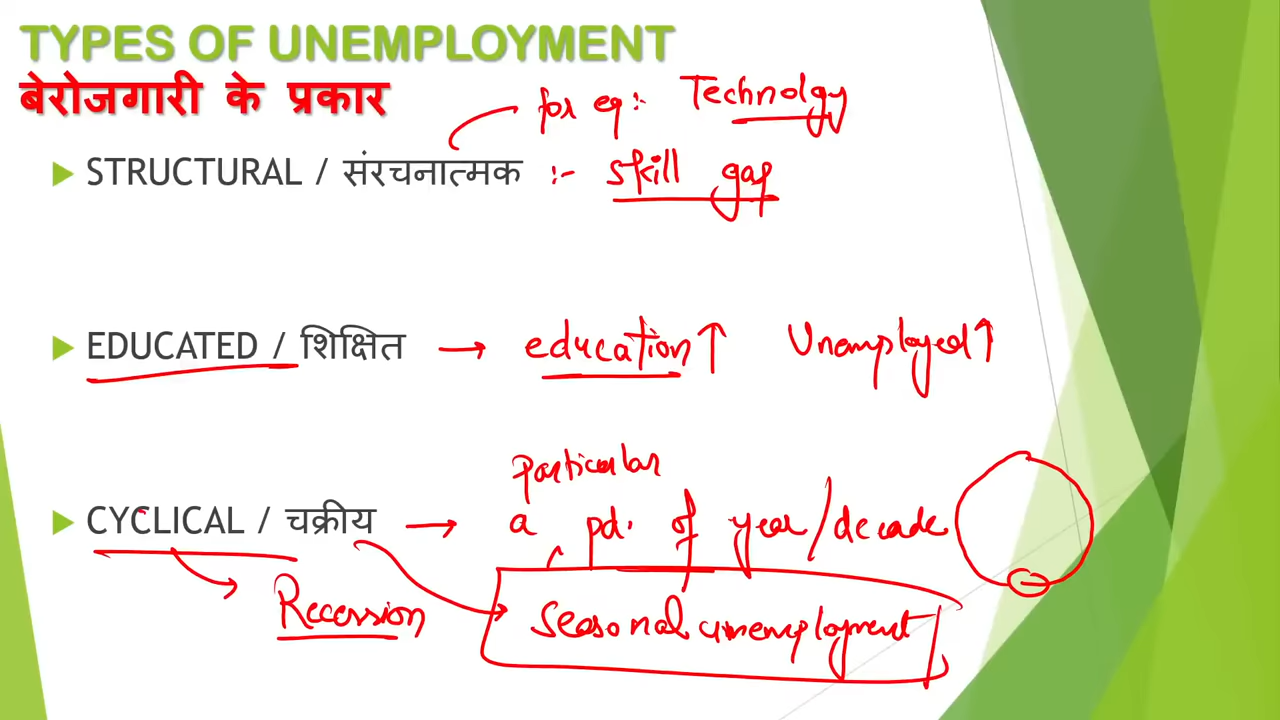 TYPES OF UNEMPLOYMENT
बेरोजगारी के प्रकार
for eg:- Technolgy
STRUCTURAL / संरचनात्मक :- skill gap
EDUCATED / शिक्षित → education ↑ Unemployed ↑
particular
CYCLICAL / चक्रीय → a pd. of year/decade
Recession
Seasonal unemployment